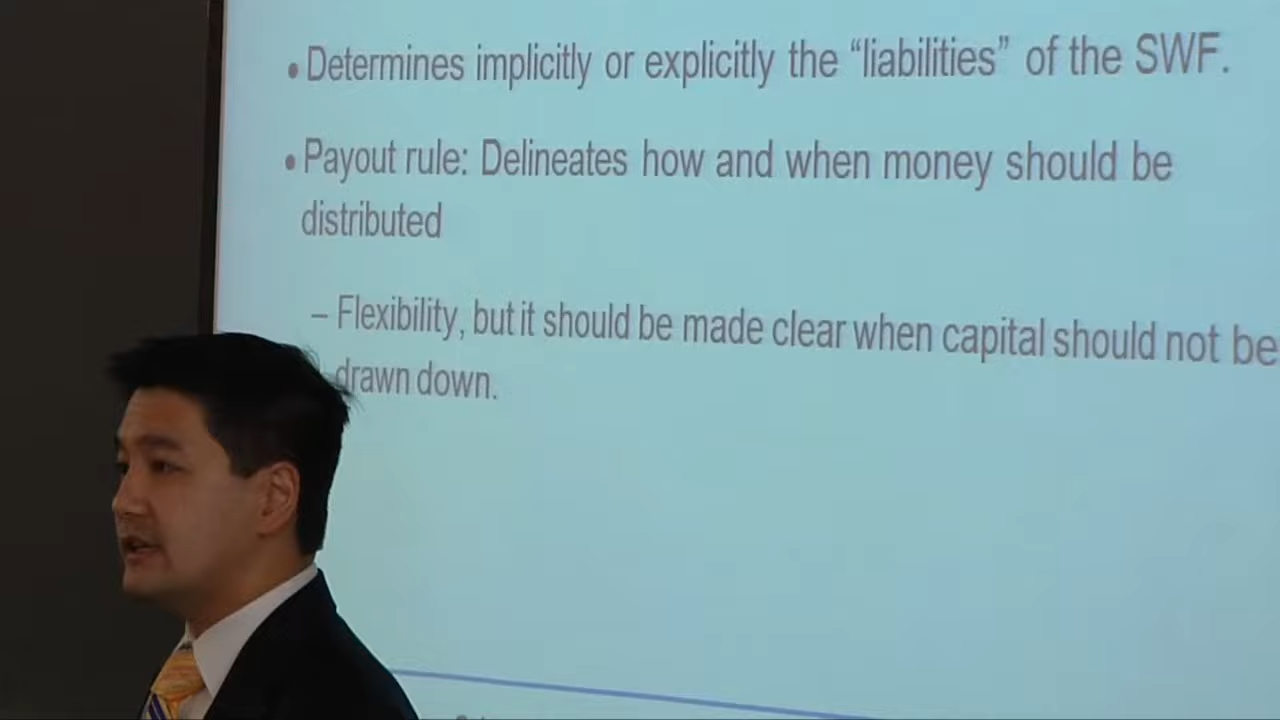 • Determines implicitly or explicitly the “liabilities” of the SWF.
• Payout rule: Delineates how and when money should be
distributed
– Flexibility, but it should be made clear when capital should not be
drawn down.